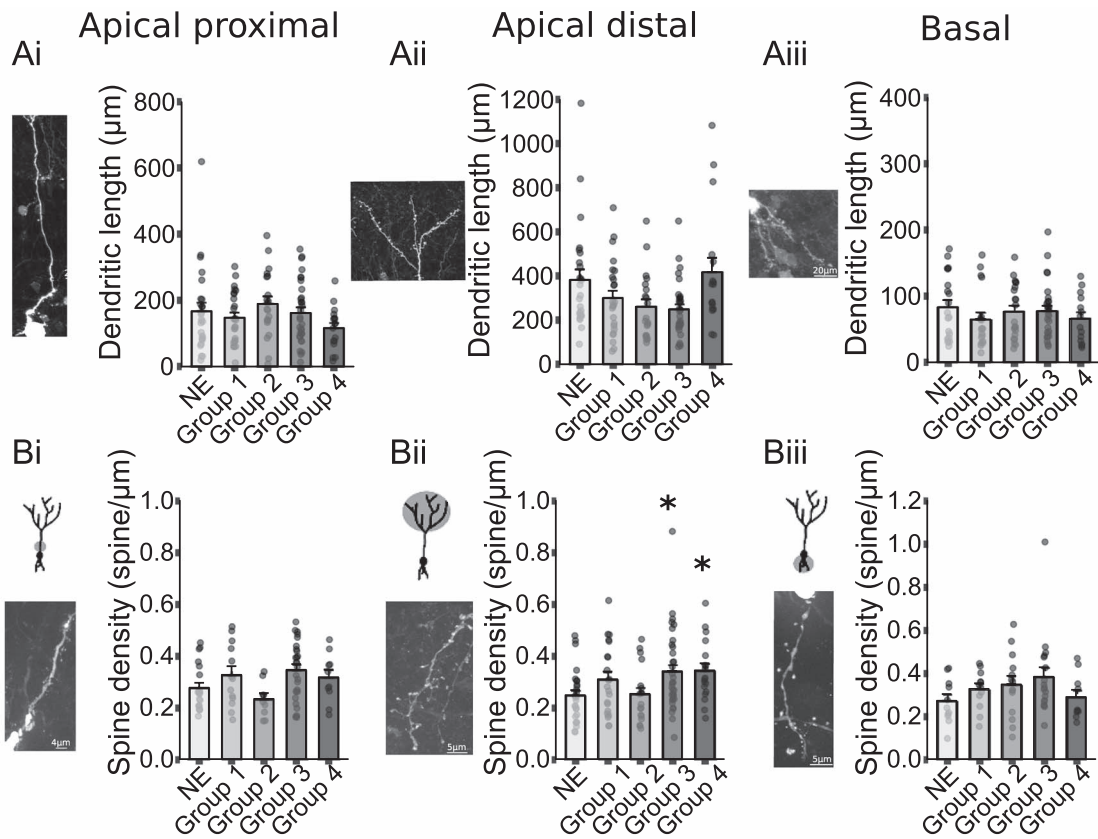 Apical proximal
Apical distal
Basal
Ai
Aii
Aiii
Dendritic length (µm)
800
600
400
200
0
NE
Group 1
Group 2
Group 3
Group 4
Dendritic length (µm)
1200
1000
800
600
400
200
0
NE
Group 1
Group 2
Group 3
Group 4
20µm
Dendritic length (µm)
400
300
200
100
0
NE
Group 1
Group 2
Group 3
Group 4
Bi
Bii
Biii
4µm
Spine density (spine/µm)
1.0
0.8
0.6
0.4
0.2
0.0
NE
Group 1
Group 2
Group 3
Group 4
5µm
Spine density (spine/µm)
1.0
0.8
0.6
0.4
0.2
0.0
*
*
NE
Group 1
Group 2
Group 3
Group 4
5µm
Spine density (spine/µm)
1.2
1.0
0.8
0.6
0.4
0.2
0.0
NE
Group 1
Group 2
Group 3
Group 4